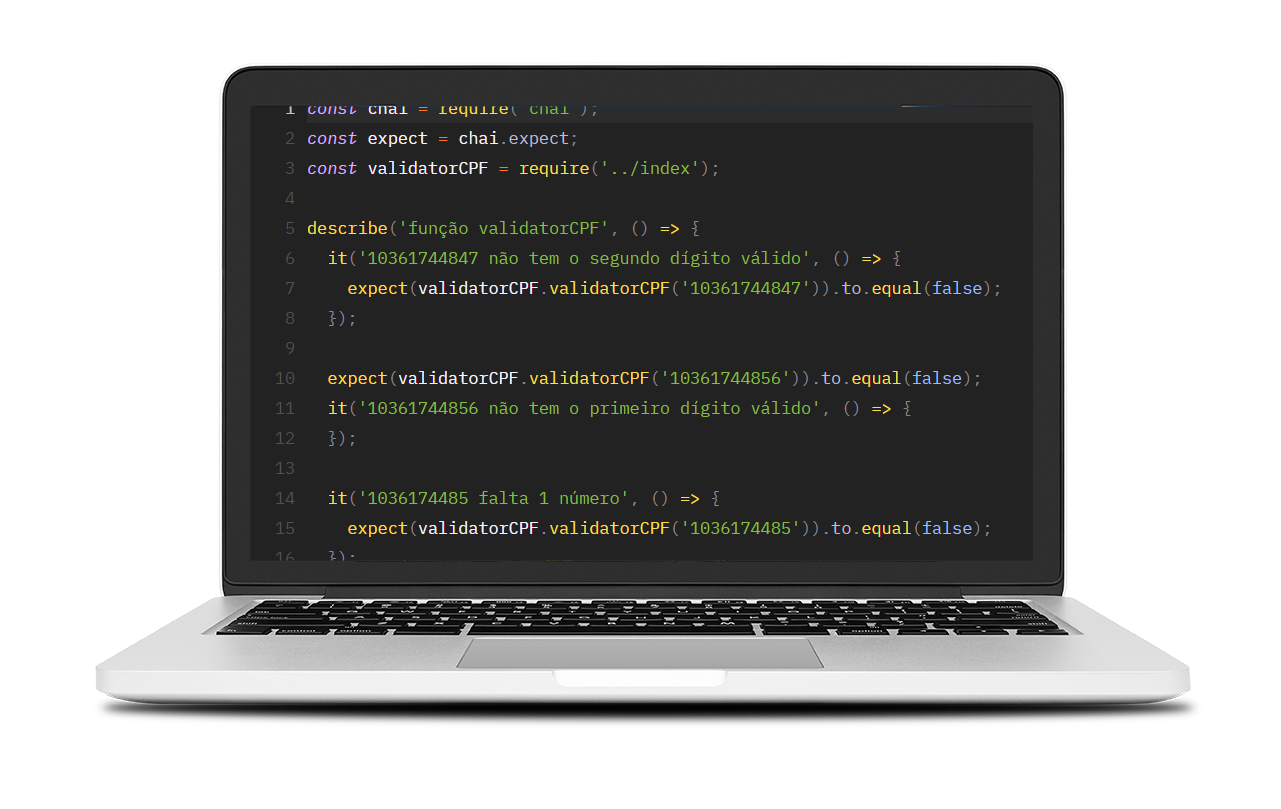 1 const chai = require('chai');
2 const expect = chai.expect;
3 const validatorCPF = require('../index');
4
5 describe('função validatorCPF', () => {
6 it('10361744847 não tem o segundo dígito válido', () => {
7 expect(validatorCPF.validatorCPF('10361744847')).to.equal(false);
8 });
9
10 expect(validatorCPF.validatorCPF('10361744856')).to.equal(false);
11 it('10361744856 não tem o primeiro dígito válido', () => {
12 });
13
14 it('1036174485 falta 1 número', () => {
15 expect(validatorCPF.validatorCPF('1036174485')).to.equal(false);
16 });